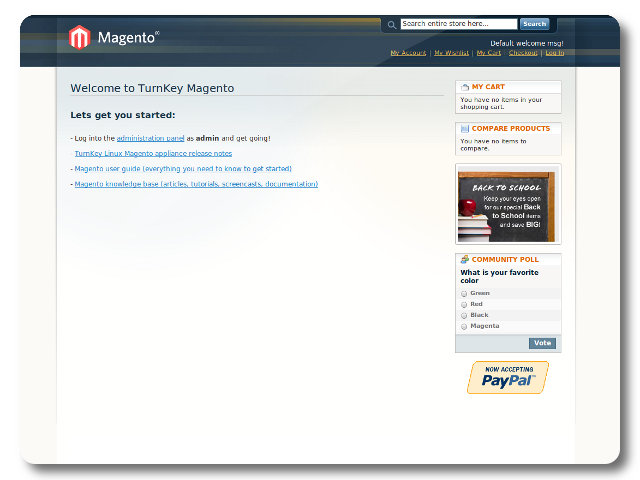 Magento®
Search entire store here...
Search
Default welcome msg!
My Account | My Wishlist | My Cart | Checkout | Log In
Welcome to TurnKey Magento
Lets get you started:
- Log into the administration panel as admin and get going!
- TurnKey Linux Magento appliance release notes
- Magento user guide (everything you need to know to get started)
- Magento knowledge base (articles, tutorials, screencasts, documentation)
MY CART
You have no items in your
shopping cart.
COMPARE PRODUCTS
You have no items to
compare.
BACK TO SCHOOL
Keep your eyes open
for our special Back
to School items
and save BIG!
COMMUNITY POLL
What is your favorite
color
Green
Red
Black
Magenta
Vote
NOW ACCEPTING
PayPal™